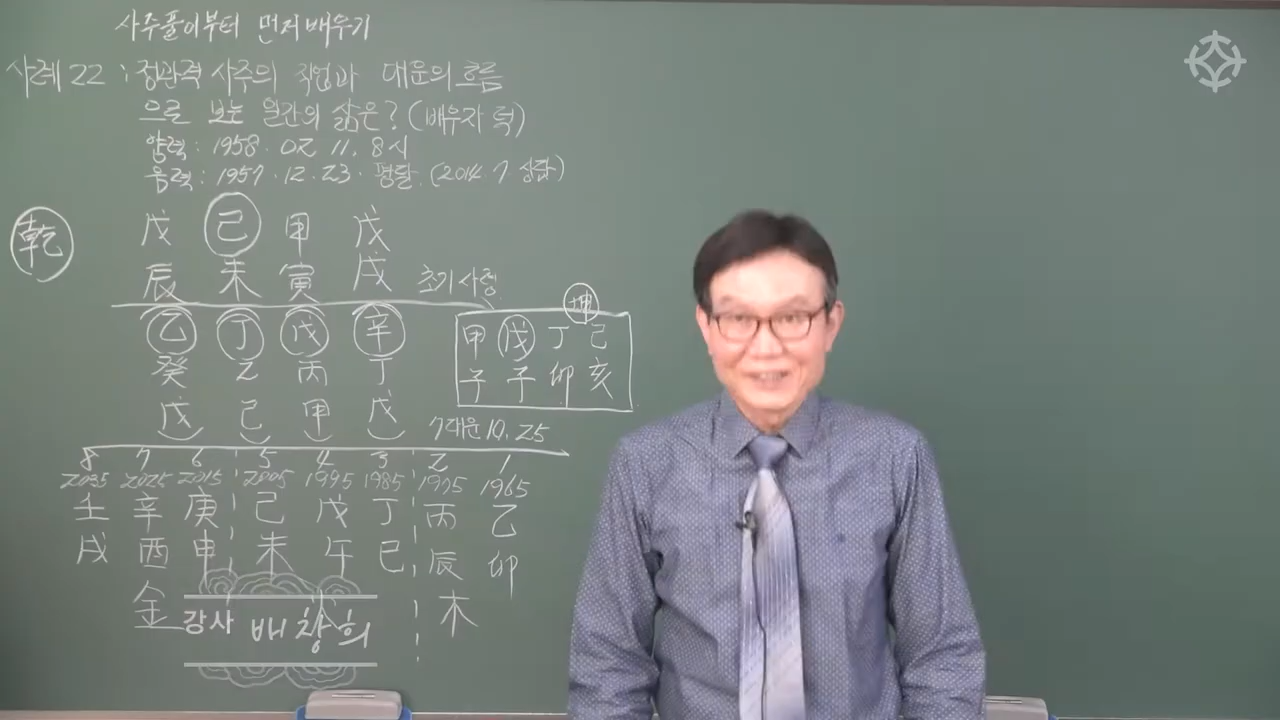 사주풀이부터 먼저배우기
사례 22 : 정관격 사주의 직업과 대운의 흐름
으로 보는 일간의 삶은? (배우자 덕)
양력 : 1958. 02. 11. 8시
음력 : 1957. 12. 23. 평달 (2014. 7. 상담)
乾
戊 己 甲 戊
辰 未 寅 戌 초기 사령
乙 丁 戊 辛
癸 乙 丙 丁
戊 己 甲 戊
坤
甲 戊 丁 己
子 子 卯 亥
7대운 10. 25
8 7 6 5 4 3 2 1
2035 2025 2015 2005 1995 1985 1975 1965
壬 辛 庚 己 戊 丁 丙 乙
戌 酉 申 未 午 巳 辰 卯
金 木
강사 배창희